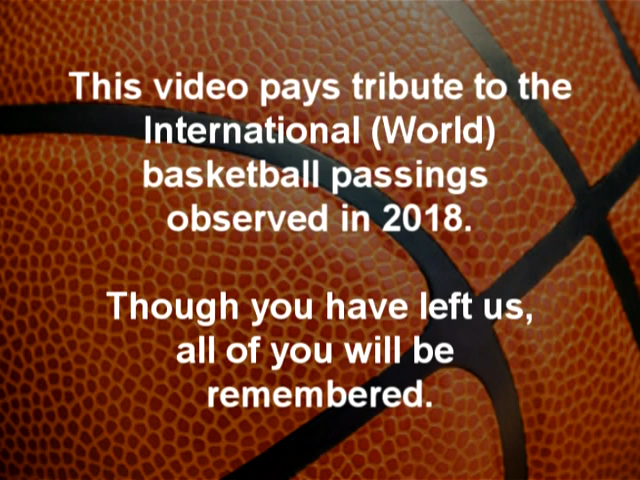 This video pays tribute to the
International (World)
basketball passings
observed in 2018.
Though you have left us,
all of you will be
remembered.